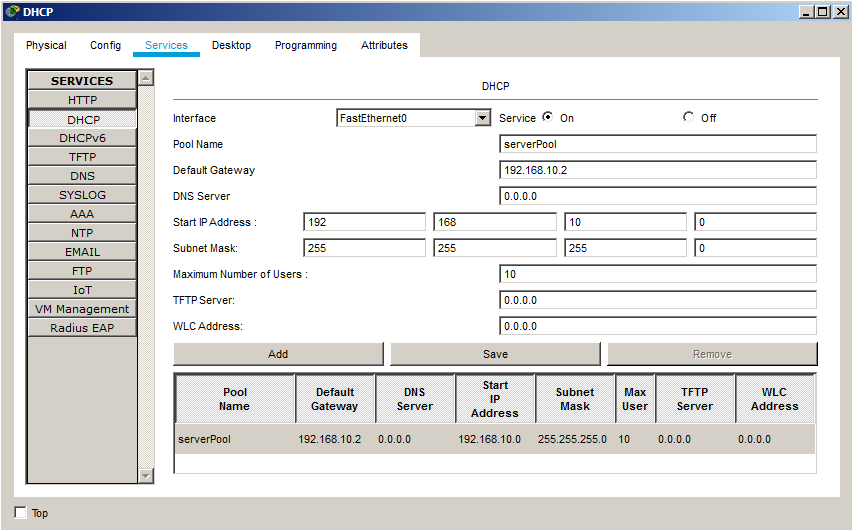 DHCP
Physical Config Services Desktop Programming Attributes
SERVICES
HTTP
DHCP
DHCPv6
TFTP
DNS
SYSLOG
AAA
NTP
EMAIL
FTP
IoT
VM Management
Radius EAP
DHCP
Interface FastEthernet0 Service On Off
Pool Name serverPool
Default Gateway 192.168.10.2
DNS Server 0.0.0.0
Start IP Address : 192 168 10 0
Subnet Mask: 255 255 255 0
Maximum Number of Users : 10
TFTP Server: 0.0.0.0
WLC Address: 0.0.0.0
Add Save Remove
Pool Name Default Gateway DNS Server Start IP Address Subnet Mask Max User TFTP Server WLC Address
serverPool 192.168.10.2 0.0.0.0 192.168.10.0 255.255.255.0 10 0.0.0.0 0.0.0.0
Top